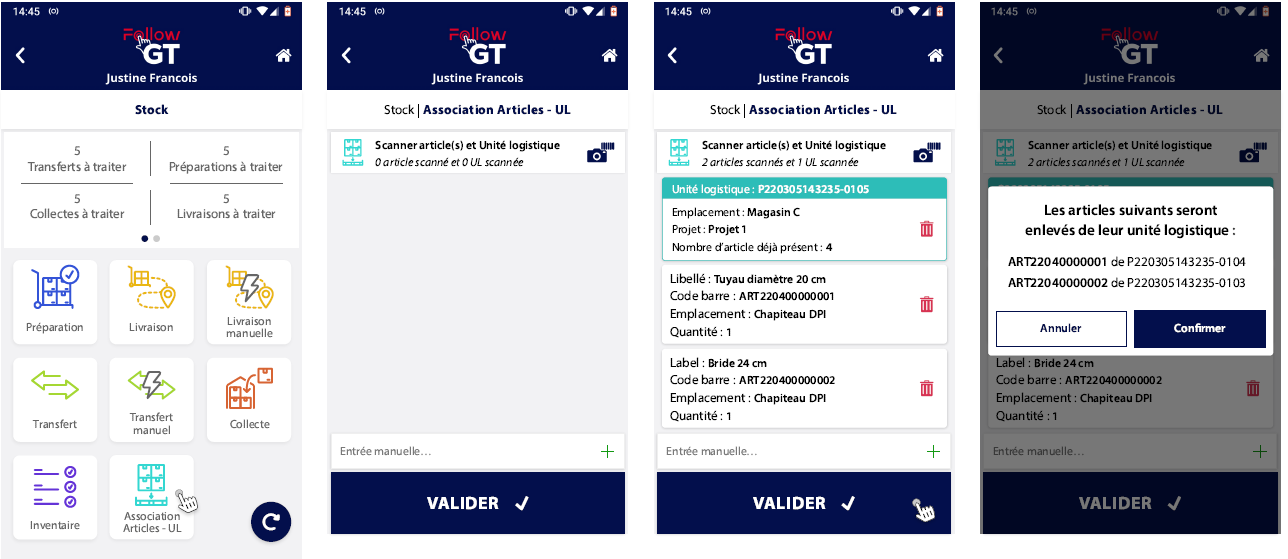 14:45
Follow
GT
Justine Francois
Stock
5
Transferts à traiter
5
Préparations à traiter
5
Collectes à traiter
5
Livraisons à traiter
Préparation
Livraison
Livraison
manuelle
Transfert
Transfert
manuel
Collecte
Inventaire
Association
Articles - UL
14:45
Follow
GT
Justine Francois
Stock | Association Articles - UL
Scanner article(s) et Unité logistique
0 article scanné et 0 UL scannée
Entrée manuelle...
VALIDER
14:45
Follow
GT
Justine Francois
Stock | Association Articles - UL
Scanner article(s) et Unité logistique
2 articles scannés et 1 UL scannée
Unité logistique : P220305143235-0105
Emplacement : Magasin C
Projet : Projet 1
Nombre d'article déjà présent : 4
Libellé : Tuyau diamètre 20 cm
Code barre : ART220400000001
Emplacement : Chapiteau DPI
Quantité : 1
Label : Bride 24 cm
Code barre : ART220400000002
Emplacement : Chapiteau DPI
Quantité : 1
Entrée manuelle...
VALIDER
14:45
Follow
GT
Justine Francois
Stock | Association Articles - UL
Scanner article(s) et Unité logistique
2 articles scannés et 1 UL scannée
Les articles suivants seront
enlevés de leur unité logistique :
ART22040000001 de P220305143235-0104
ART22040000002 de P220305143235-0103
Annuler
Confirmer
Label : Bride 24 cm
Code barre : ART220400000002
Emplacement : Chapiteau DPI
Quantité : 1
Entrée manuelle...
VALIDER